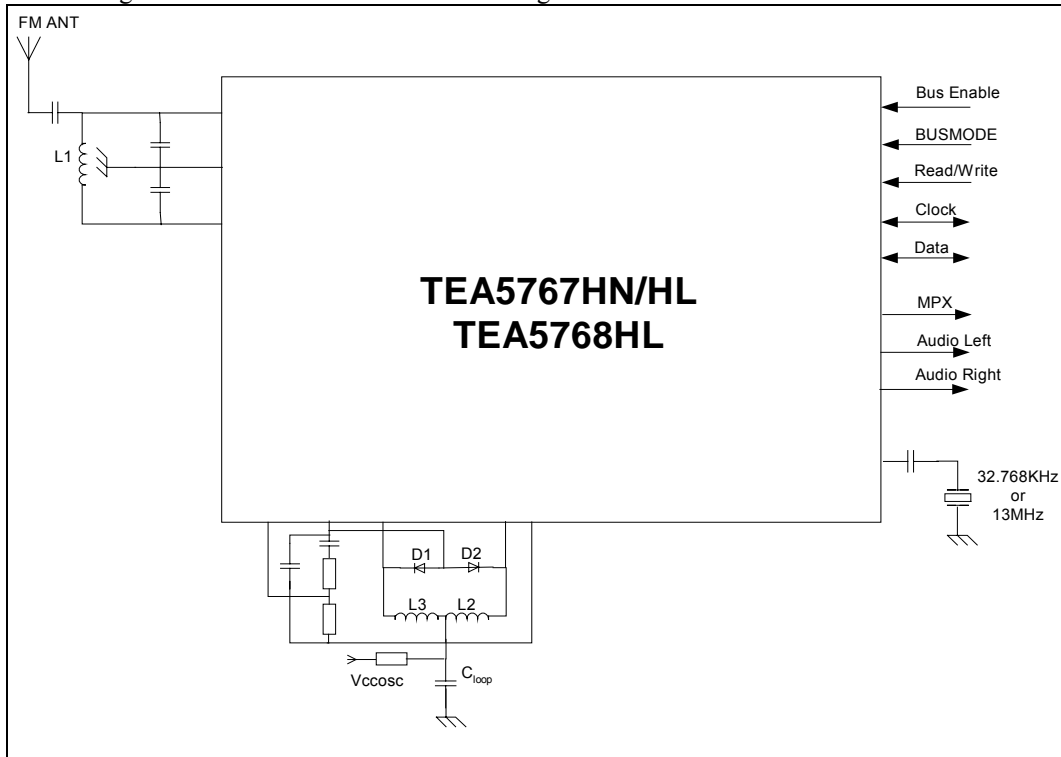 FM ANT
L1
Bus Enable
BUSMODE
Read/Write
Clock
Data
MPX
Audio Left
Audio Right
TEA5767HN/HL
TEA5768HL
32.768KHz
or
13MHz
D1
D2
L3
L2
Vccosc
Cloop